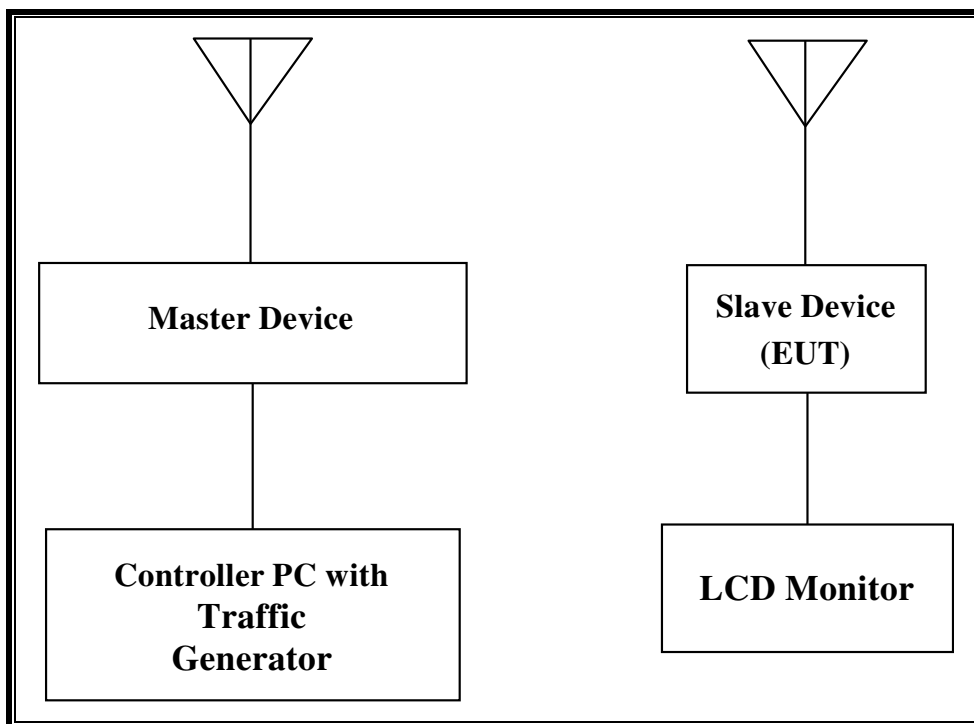 Master Device
Slave Device
(EUT)
Controller PC with
Traffic
Generator
LCD Monitor